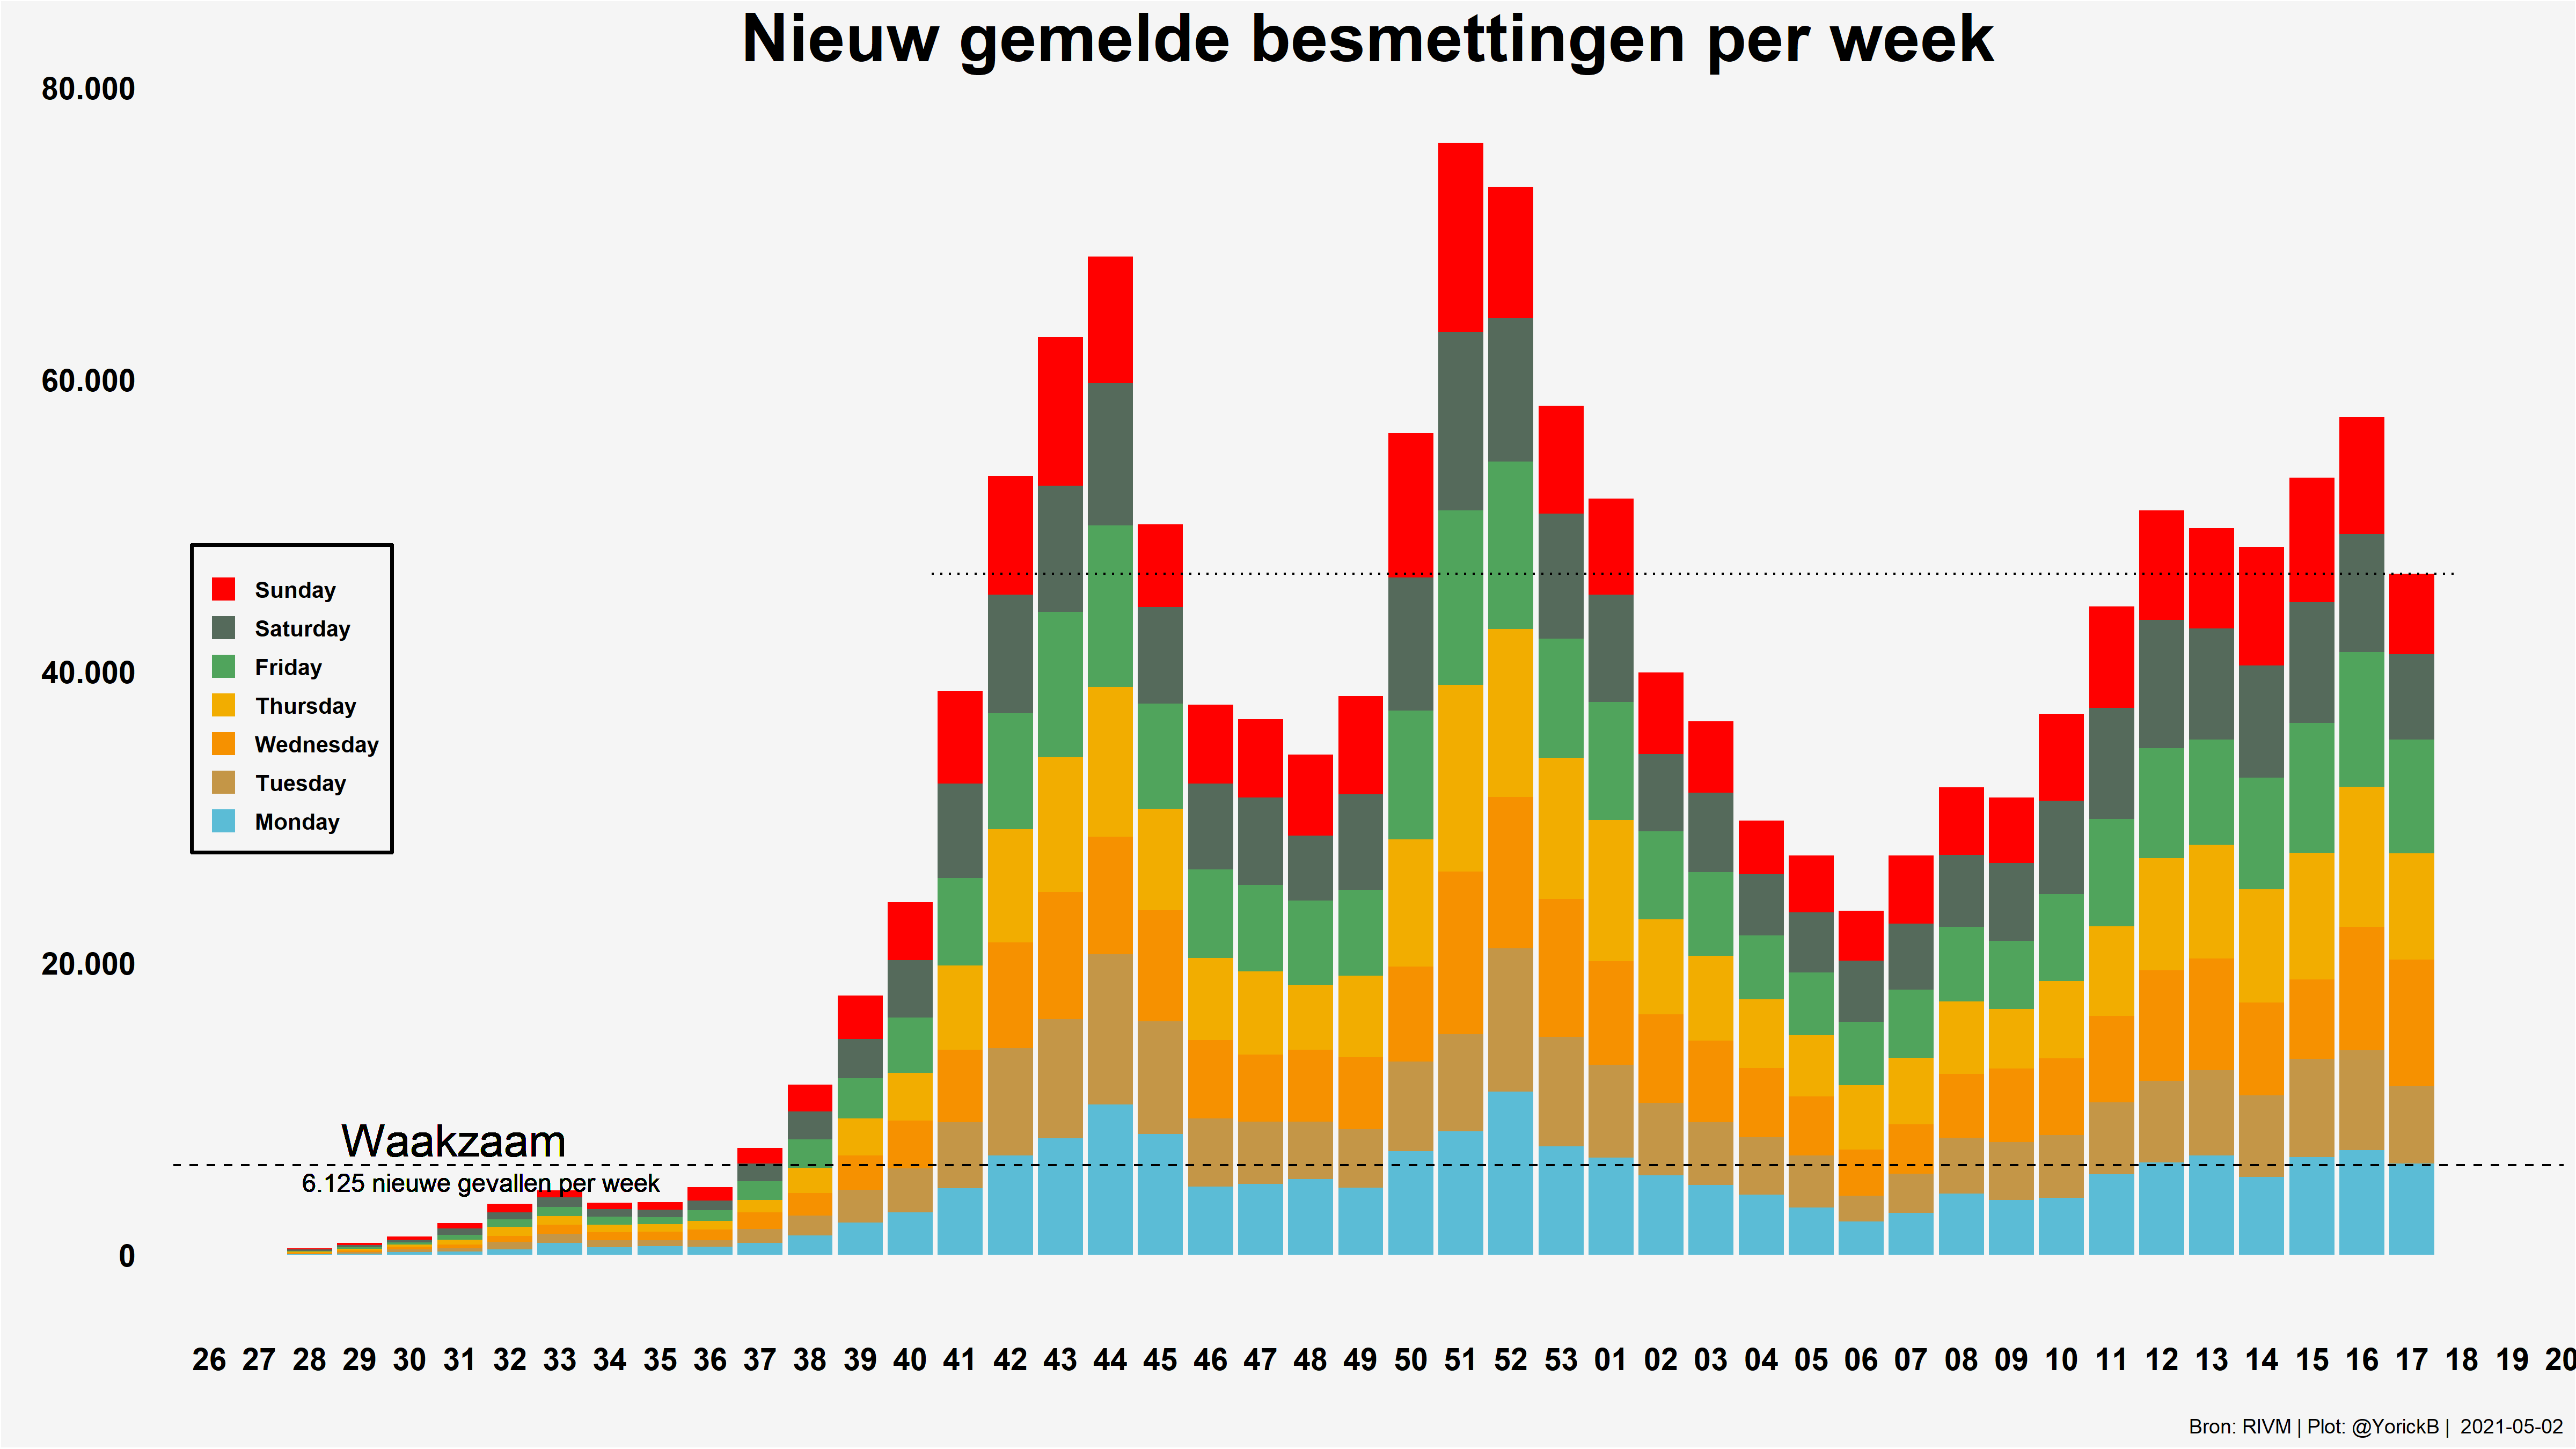 Nieuw gemelde besmettingen per week
80.000
60.000
40.000
20.000
0
Sunday
Saturday
Friday
Thursday
Wednesday
Tuesday
Monday
Waakzaam
6.125 nieuwe gevallen per week
26 27 28 29 30 31 32 33 34 35 36 37 38 39 40 41 42 43 44 45 46 47 48 49 50 51 52 53 01 02 03 04 05 06 07 08 09 10 11 12 13 14 15 16 17 18 19 20
Bron: RIVM | Plot: @YorickB | 2021-05-02